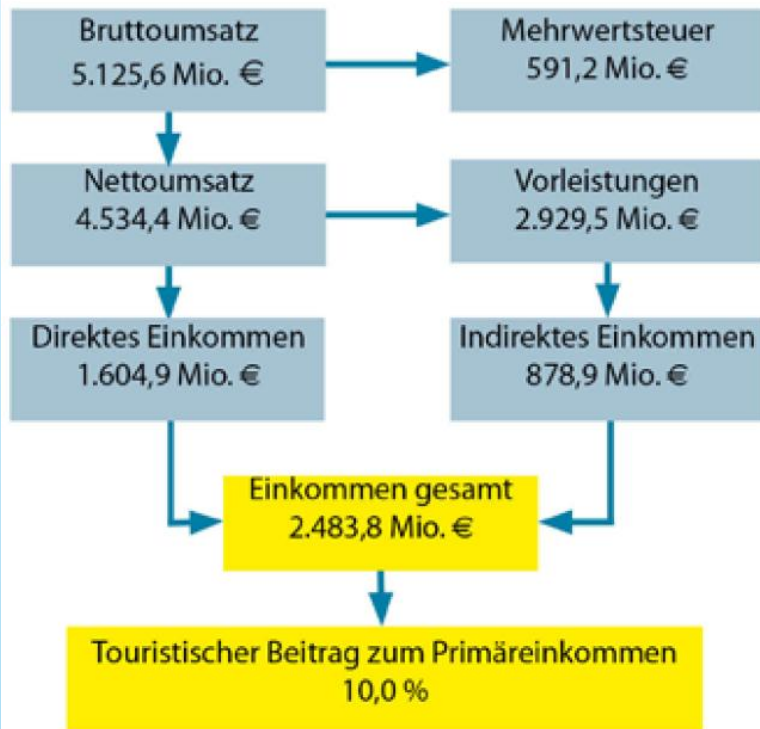 Bruttoumsatz
5.125,6 Mio. €
Mehrwertsteuer
591,2 Mio. €
Nettoumsatz
4.534,4 Mio. €
Vorleistungen
2.929,5 Mio. €
Direktes Einkommen
1.604,9 Mio. €
Indirektes Einkommen
878,9 Mio. €
Einkommen gesamt
2.483,8 Mio. €
Touristischer Beitrag zum Primäreinkommen
10,0 %